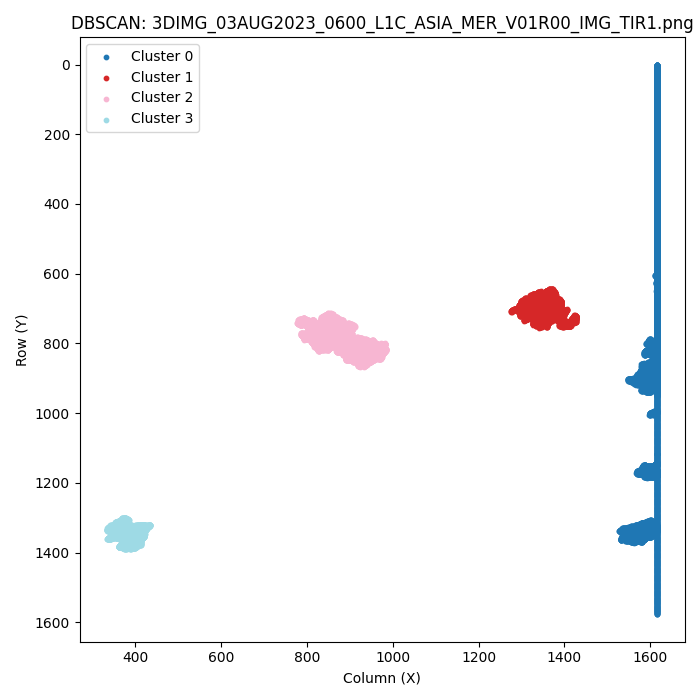 DBSCAN: 3DIMG_03AUG2023_0600_L1C_ASIA_MER_V01R00_IMG_TIR1.png
Cluster 0
Cluster 1
Cluster 2
Cluster 3
Row (Y)
0
200
400
600
800
1000
1200
1400
1600
400
600
800
1000
1200
1400
1600
Column (X)